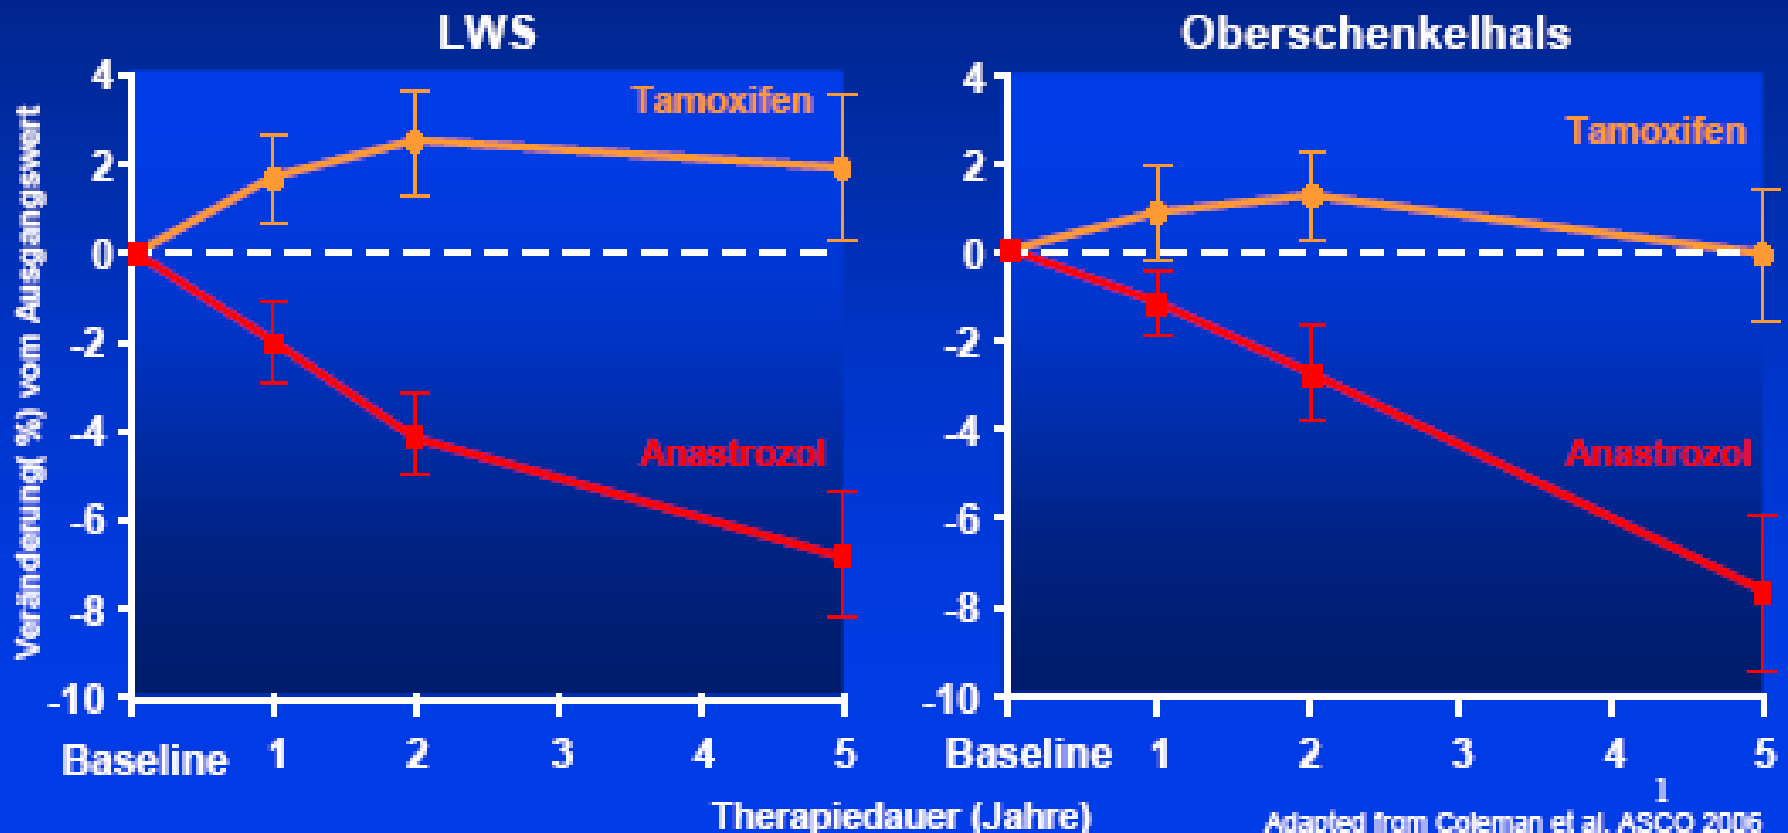 LWS
Oberschenkelhals
Veränderung( %) vom Ausgangswert
4
2
0
-2
-4
-6
-8
-10
Tamoxifen
Anastrozol
Baseline 1 2 3 4 5
4
2
0
-2
-4
-6
-8
-10
Tamoxifen
Anastrozol
Baseline 1 2 3 4 5
Therapiedauer (Jahre)
1
Adapted from Coleman et al. ASCO 2006